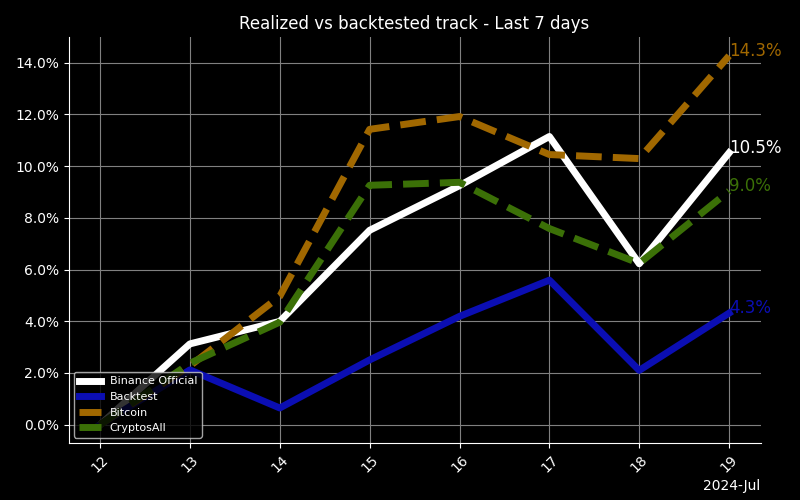 Realized vs backtested track - Last 7 days
14.3%
14.0%
12.0%
10.5%
10.0%
9.0%
8.0%
6.0%
4.3%
4.0%
2.0%
0.0%
Binance Official
Backtest
Bitcoin
CryptosAll
12 13 14 15 16 17 18 19
2024-Jul